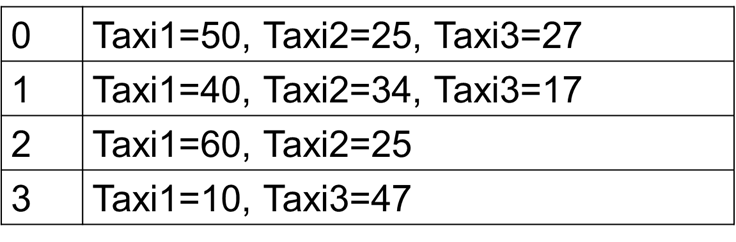 0 Taxi1=50, Taxi2=25, Taxi3=27
1 Taxi1=40, Taxi2=34, Taxi3=17
2 Taxi1=60, Taxi2=25
3 Taxi1=10, Taxi3=47